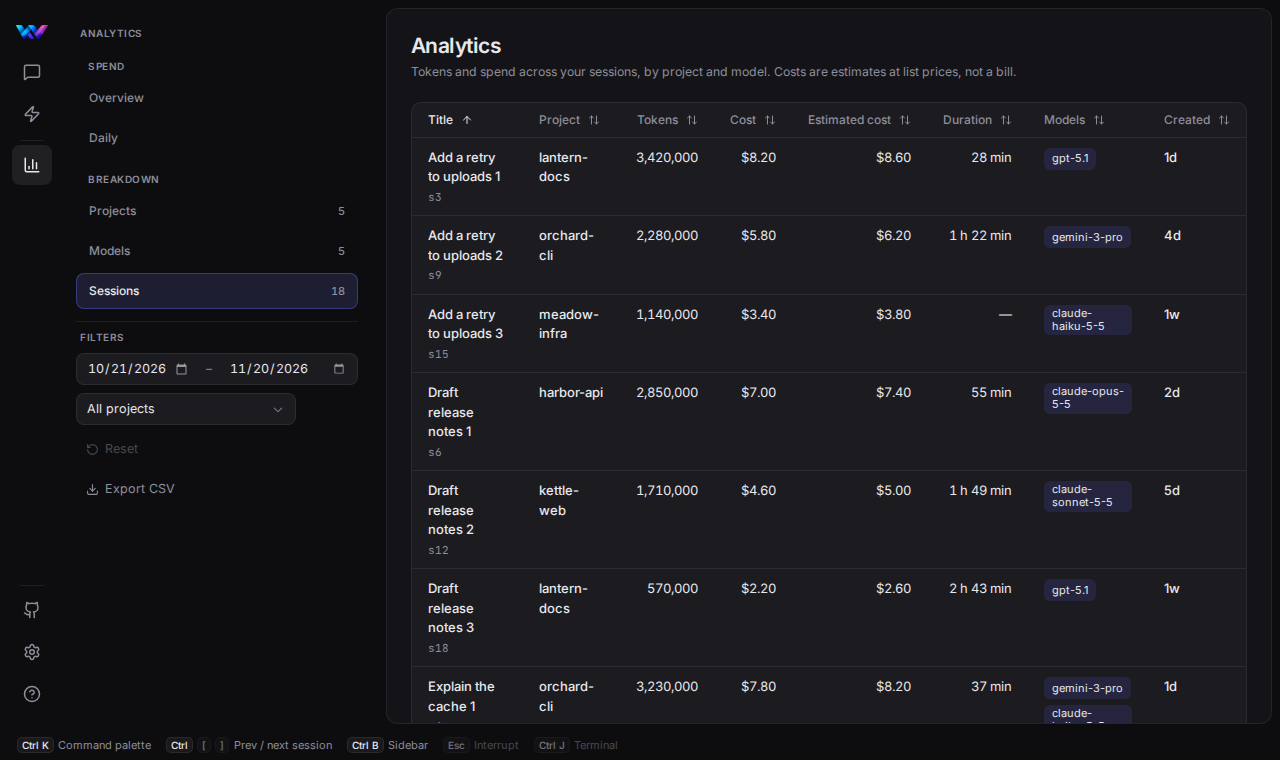 ANALYTICS
SPEND
Overview
Daily
BREAKDOWN
Projects 5
Models 5
Sessions 18
FILTERS
10/21/2026 – 11/20/2026
All projects
Reset
Export CSV
Analytics
Tokens and spend across your sessions, by project and model. Costs are estimates at list prices, not a bill.
Title Project Tokens Cost Estimated cost Duration Models Created
Add a retry lantern- 3,420,000 $8.20 $8.60 28 min gpt-5.1 1d
to uploads 1 docs
s3
Add a retry orchard- 2,280,000 $5.80 $6.20 1 h 22 min gemini-3-pro 4d
to uploads 2 cli
s9
Add a retry meadow- 1,140,000 $3.40 $3.80 — claude- 1w
to uploads 3 infra haiku-5-5
s15
Draft harbor-api 2,850,000 $7.00 $7.40 55 min claude-opus- 2d
release 5-5
notes 1
s6
Draft kettle- 1,710,000 $4.60 $5.00 1 h 49 min claude- 5d
release web sonnet-5-5
notes 2
s12
Draft lantern- 570,000 $2.20 $2.60 2 h 43 min gpt-5.1 1w
release docs
notes 3
s18
Explain the orchard- 3,230,000 $7.80 $8.20 37 min gemini-3-pro 1d
cache 1 cli claude-
Ctrl K Command palette Ctrl [ ] Prev / next session Ctrl B Sidebar Esc Interrupt Ctrl J Terminal